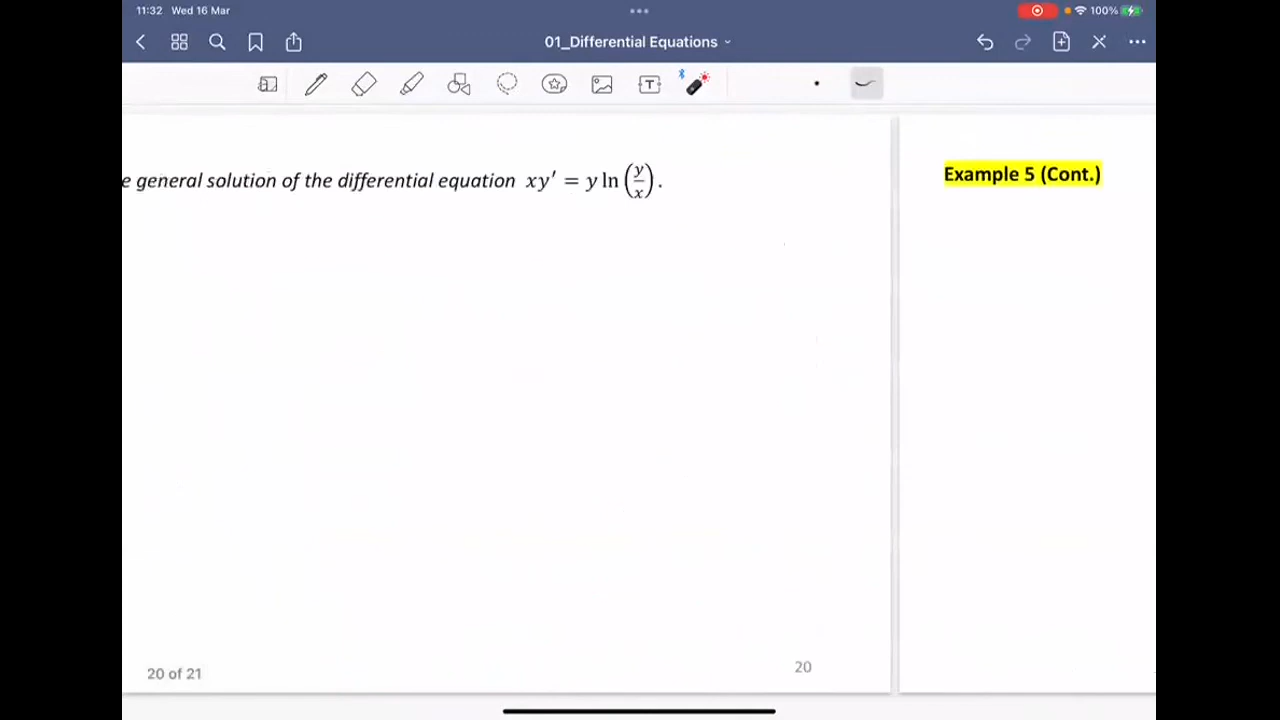 11:32 Wed 16 Mar
100%
01_Differential Equations
T
e general solution of the differential equation xy′ = y ln (y/x) .
Example 5 (Cont.)
20 of 21
20